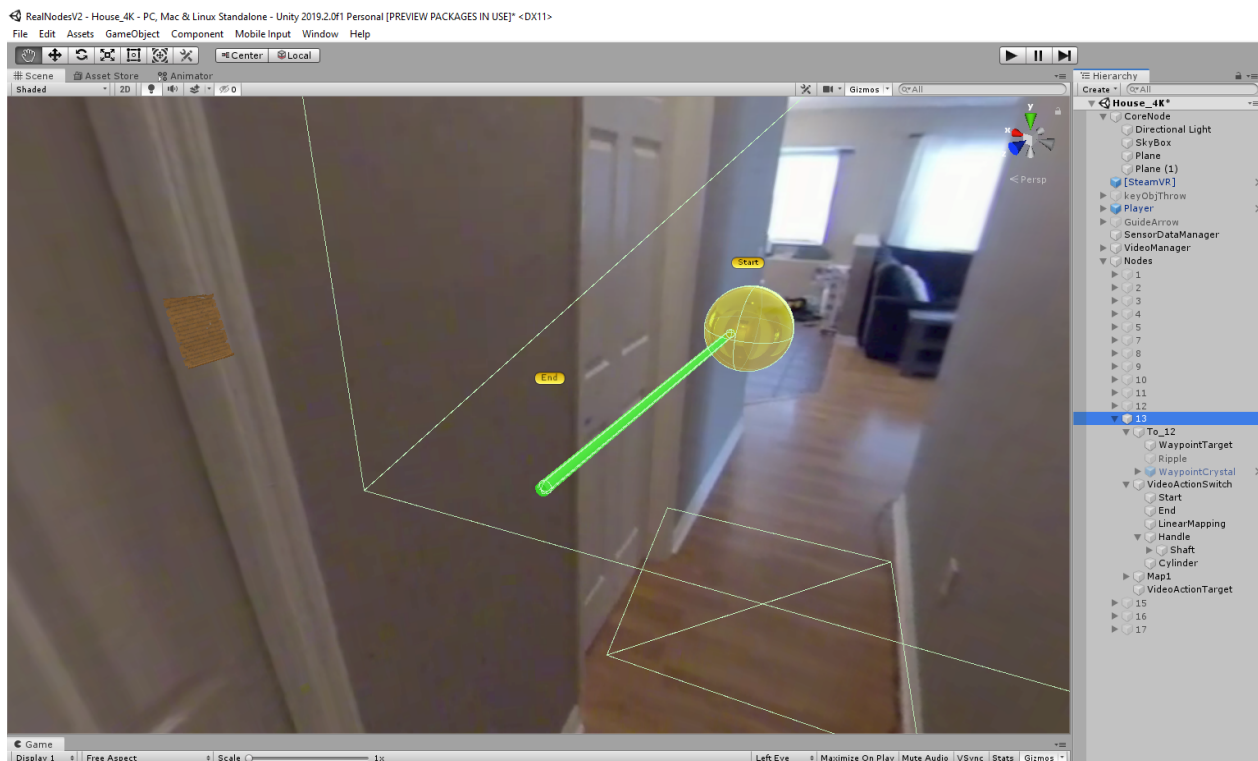 RealNodesV2 - House_4K - PC, Mac & Linux Standalone - Unity 2019.2.0f1 Personal [PREVIEW PACKAGES IN USE]* <DX11>
File Edit Assets GameObject Component Mobile Input Window Help
Center Local
Scene Asset Store Animator
Shaded 2D 0 Gizmos All
y
x
Persp
Start
End
Game
Display 1 Free Aspect Scale 1x Left Eye Maximize On Play Mute Audio VSync Stats Gizmos
Hierarchy
Create All
House_4K*
CoreNode
Directional Light
SkyBox
Plane
Plane (1)
[SteamVR]
keyObjThrow
Player
GuideArrow
SensorDataManager
VideoManager
Nodes
1
2
3
4
5
7
8
9
10
11
12
13
To_12
WaypointTarget
Ripple
WaypointCrystal
VideoActionSwitch
Start
End
LinearMapping
Handle
Shaft
Cylinder
Map1
VideoActionTarget
15
16
17